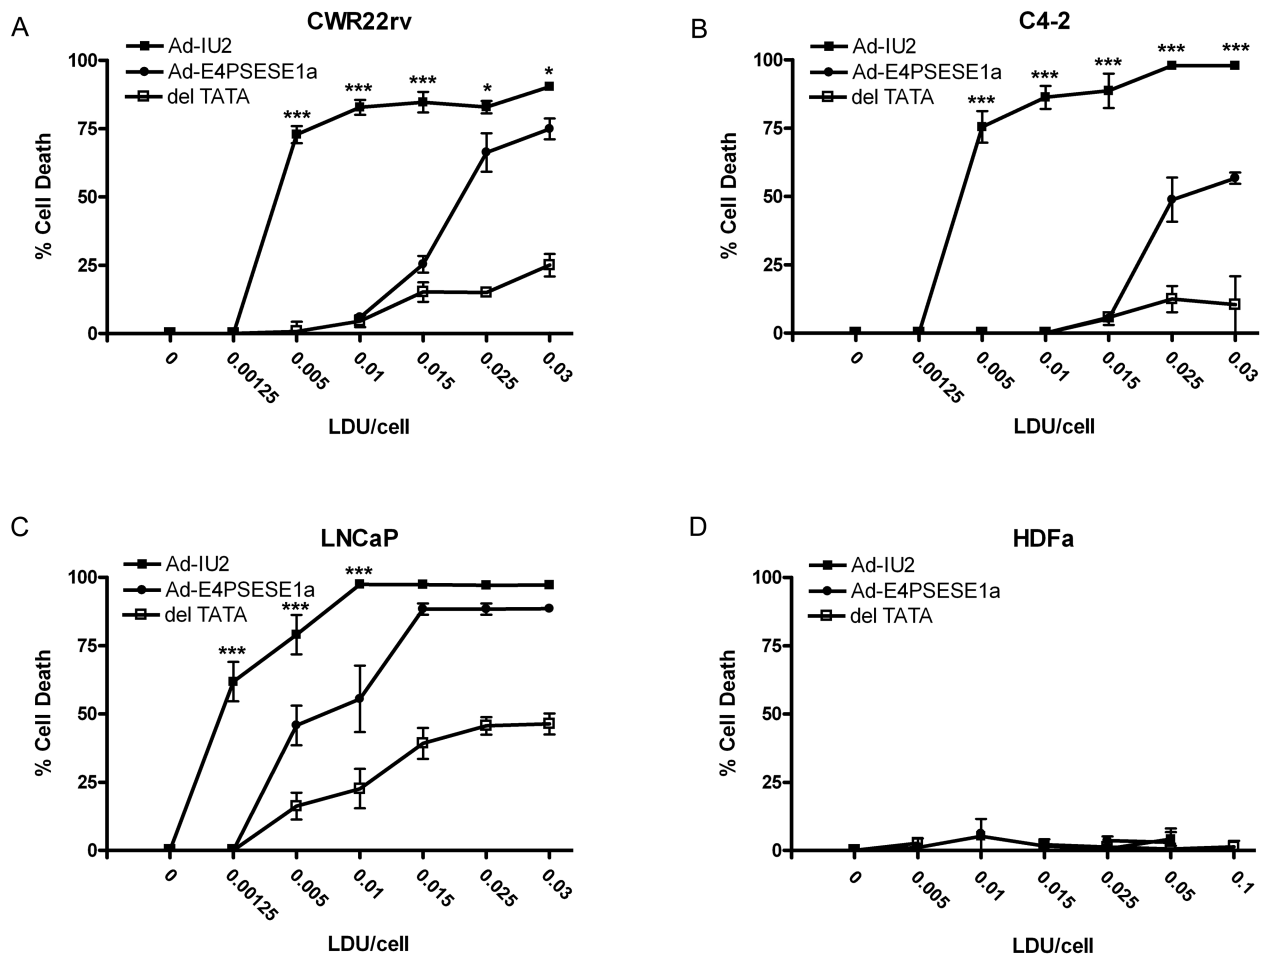 A
CWR22rv
Ad-IU2
Ad-E4PSESE1a
del TATA
100
75
50
25
0
% Cell Death
***
***
***
*
*
0
0.00125
0.005
0.01
0.015
0.025
0.03
LDU/cell
B
C4-2
Ad-IU2
Ad-E4PSESE1a
del TATA
100
75
50
25
0
% Cell Death
***
***
***
***
***
0
0.00125
0.005
0.01
0.015
0.025
0.03
LDU/cell
C
LNCaP
Ad-IU2
Ad-E4PSESE1a
del TATA
100
75
50
25
0
% Cell Death
***
***
***
0
0.00125
0.005
0.01
0.015
0.025
0.03
LDU/cell
D
HDFa
Ad-IU2
Ad-E4PSESE1a
del TATA
100
75
50
25
0
% Cell Death
0
0.005
0.01
0.015
0.025
0.05
0.1
LDU/cell